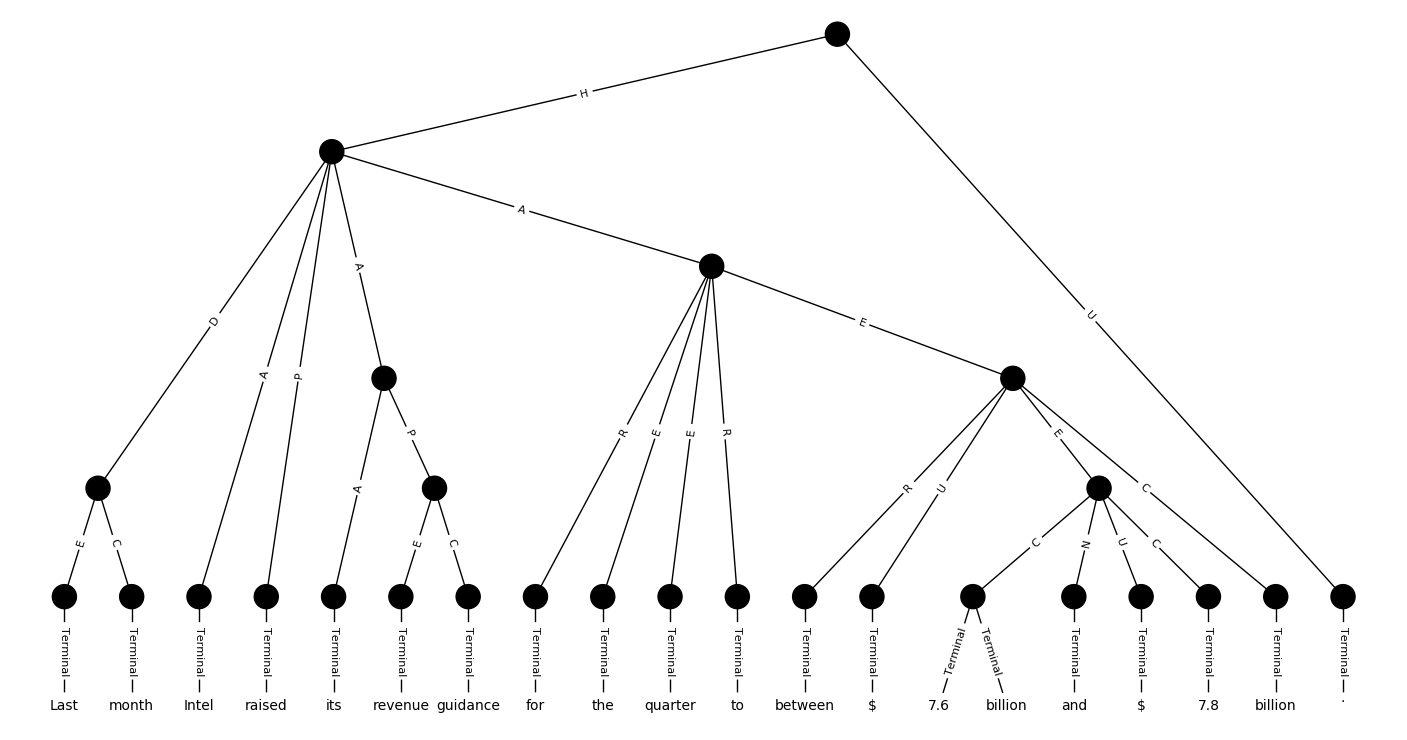 H
A
U
A
D
E
A
P
P
R
E
E
R
E
C
A
E
C
R
U
C
N
U
C
C
E
C
Terminal Terminal Terminal Terminal Terminal Terminal Terminal Terminal Terminal Terminal Terminal Terminal Terminal Terminal Terminal Terminal Terminal Terminal Terminal Terminal
Last month Intel raised its revenue guidance for the quarter to between $ 7.6 billion and $ 7.8 billion .